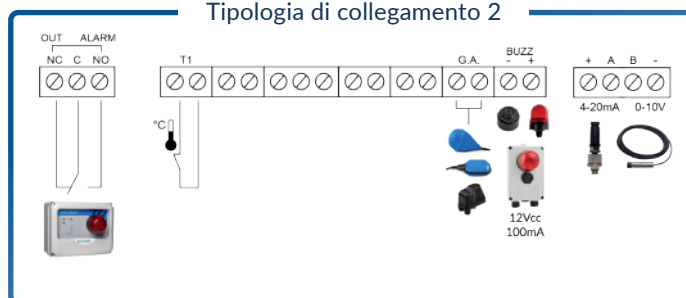 Tipologia di collegamento 2
OUT ALARM
NC C NO
T1
G.A.
BUZZ
- +
+ A B -
4-20mA 0-10V
°C
12Vcc
100mA